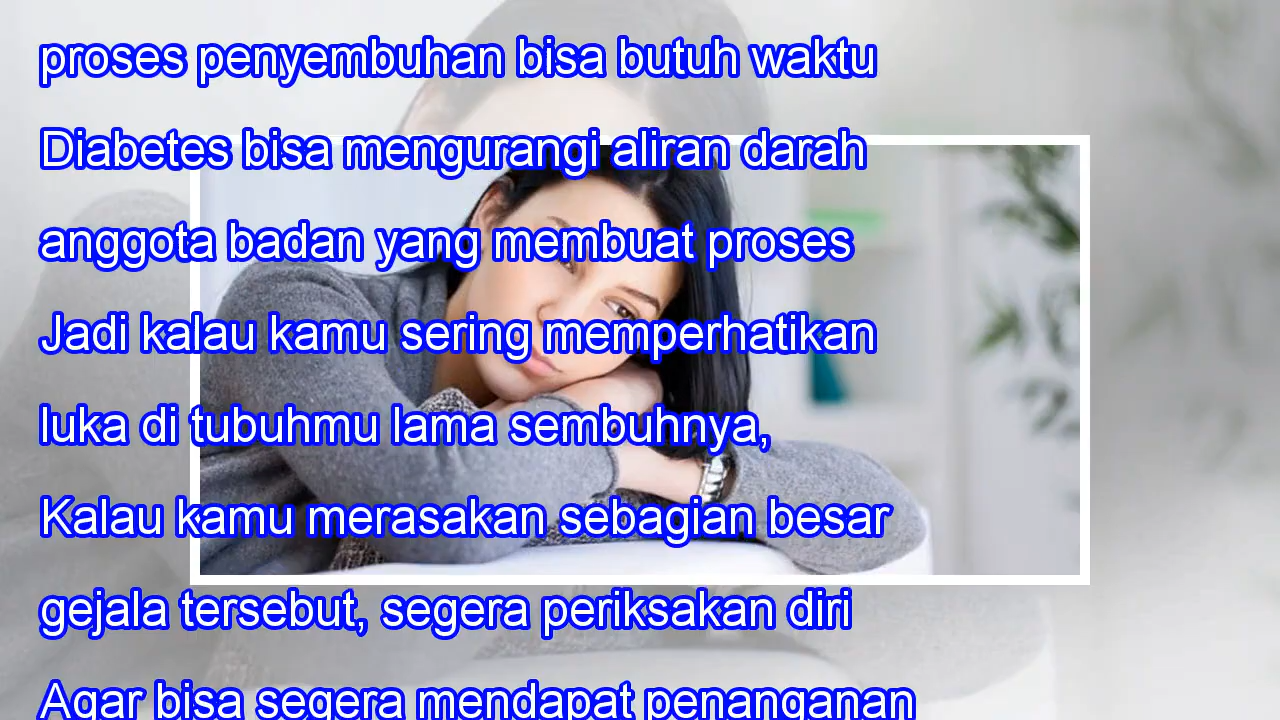 proses penyembuhan bisa butuh waktu
Diabetes bisa mengurangi aliran darah
anggota badan yang membuat proses
Jadi kalau kamu sering memperhatikan
luka di tubuhmu lama sembuhnya,
Kalau kamu merasakan sebagian besar
gejala tersebut, segera periksakan diri
Agar bisa segera mendapat penanganan